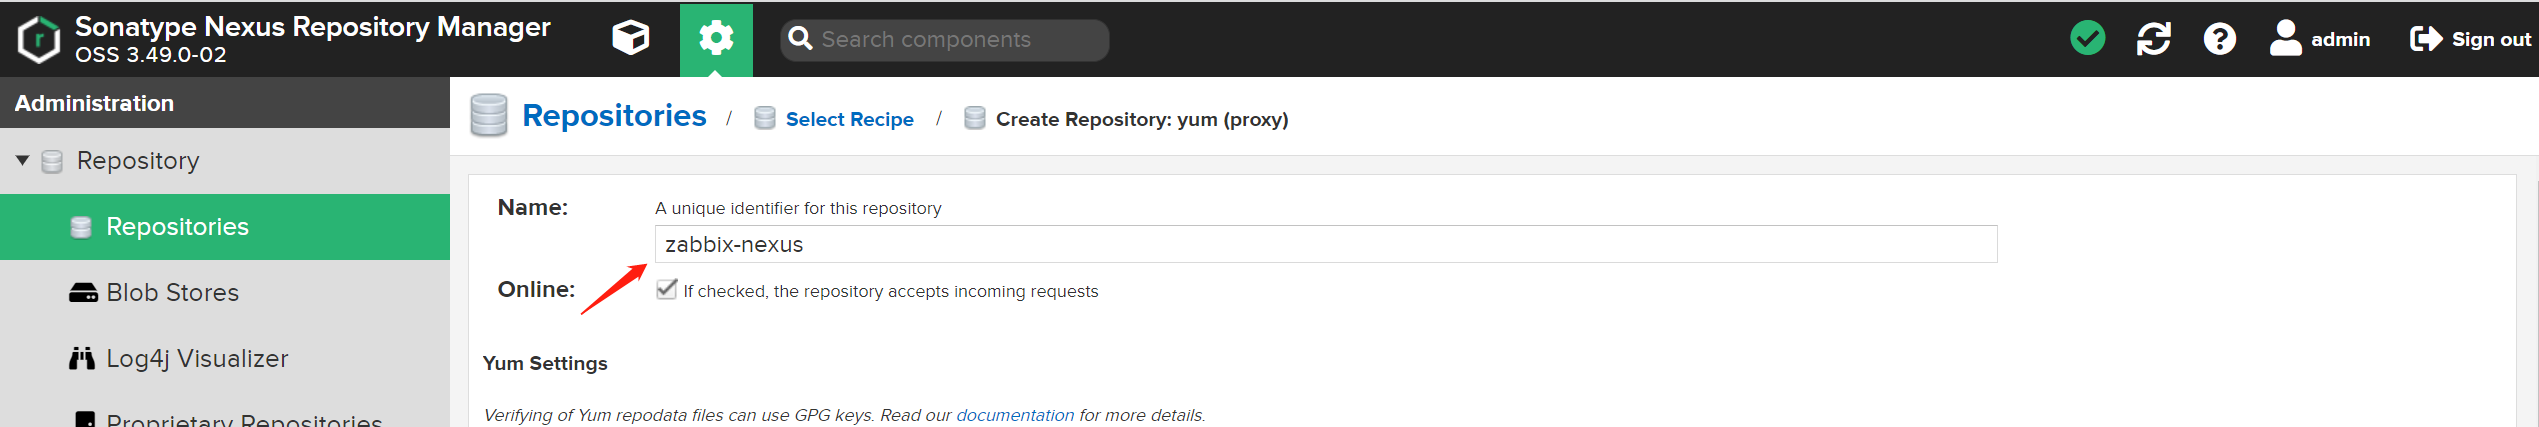 Sonatype Nexus Repository Manager
OSS 3.49.0-02
Search components
admin
Sign out
Administration
Repository
Repositories
Blob Stores
Log4j Visualizer
Proprietary Repositories
Repositories / Select Recipe / Create Repository: yum (proxy)
Name:
A unique identifier for this repository
zabbix-nexus
Online:
If checked, the repository accepts incoming requests
Yum Settings
Verifying of Yum repodata files can use GPG keys. Read our documentation for more details.